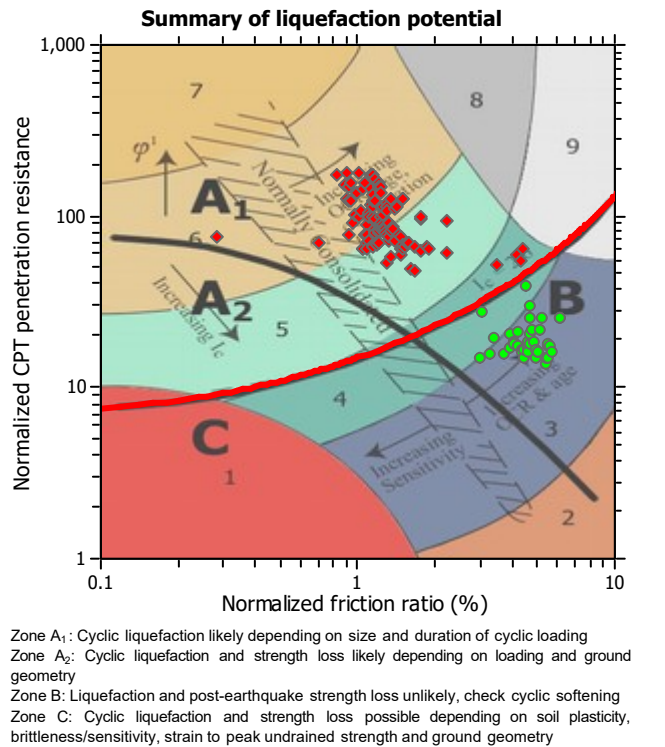 Summary of liquefaction potential
Normalized CPT penetration resistance
1,000
100
10
1
7
8
9
φ'
A1
Increasing
OCR, age,
cementation
Normally Consolidated
6
A2
Increasing Ic
5
Ic
B
4
C
1
Increasing
OCR & age
3
Increasing
Sensitivity
2
0.1
1
10
Normalized friction ratio (%)
Zone A1: Cyclic liquefaction likely depending on size and duration of cyclic loading
Zone A2: Cyclic liquefaction and strength loss likely depending on loading and ground
geometry
Zone B: Liquefaction and post-earthquake strength loss unlikely, check cyclic softening
Zone C: Cyclic liquefaction and strength loss possible depending on soil plasticity,
brittleness/sensitivity, strain to peak undrained strength and ground geometry